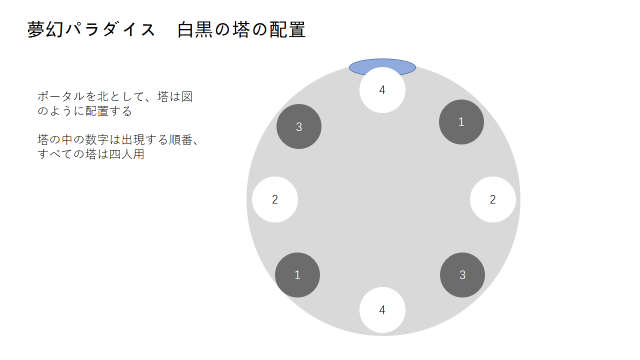 夢幻パラダイス　白黒の塔の配置
ポータルを北として、塔は図
のように配置する
塔の中の数字は出現する順番、
すべての塔は四人用
4
3
1
2
2
1
3
4